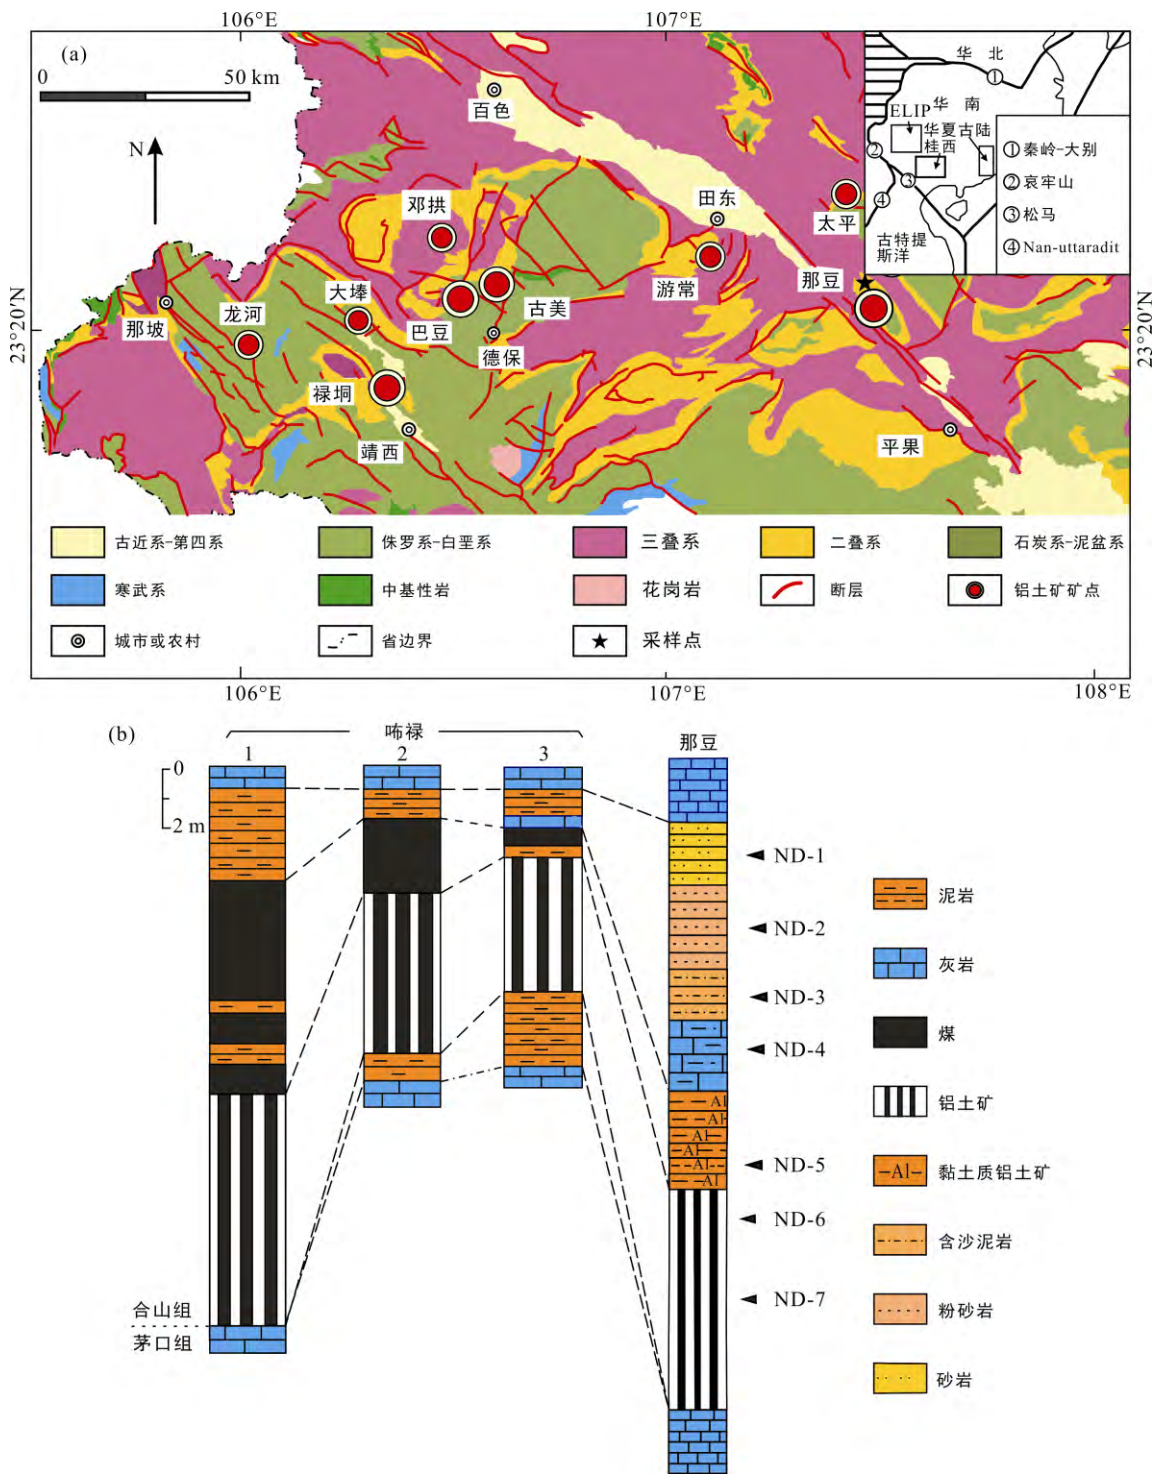 106°E
107°E
(a)
0
50 km
N
百色
邓拱
田东
太平
那豆
游常
大埲
龙河
那坡
巴豆
古美
德保
禄垌
靖西
平果
23°20′N
23°20′N
华 北
①
ELIP
华 南
华夏古陆
桂西
②
③
④
古特提
斯洋
①秦岭-大别
②哀牢山
③松马
④Nan-uttaradit
古近系-第四系
侏罗系-白垩系
三叠系
二叠系
石炭系-泥盆系
寒武系
中基性岩
花岗岩
断层
铝土矿矿点
城市或农村
省边界
采样点
106°E
107°E
108°E
(b)
咘禄
1
2
3
那豆
0
2 m
ND-1
ND-2
ND-3
ND-4
ND-5
ND-6
ND-7
Al
Al
Al
Al
Al
Al
合山组
茅口组
泥岩
灰岩
煤
铝土矿
Al
黏土质铝土矿
含沙泥岩
粉砂岩
砂岩